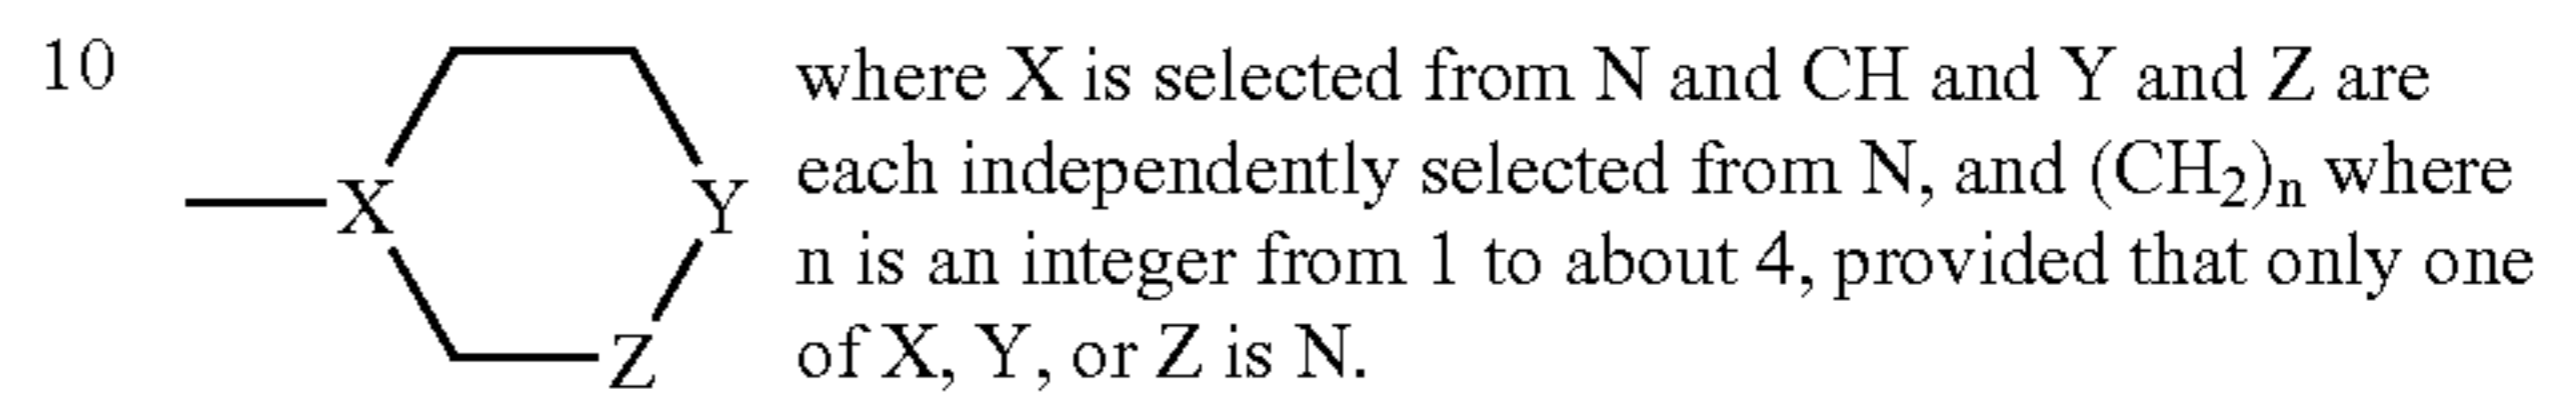 10
where X is selected from N and CH and Y and Z are
each independently selected from N, and (CH₂)ₙ where
X
Y
n is an integer from 1 to about 4, provided that only one
of X, Y, or Z is N.
Z